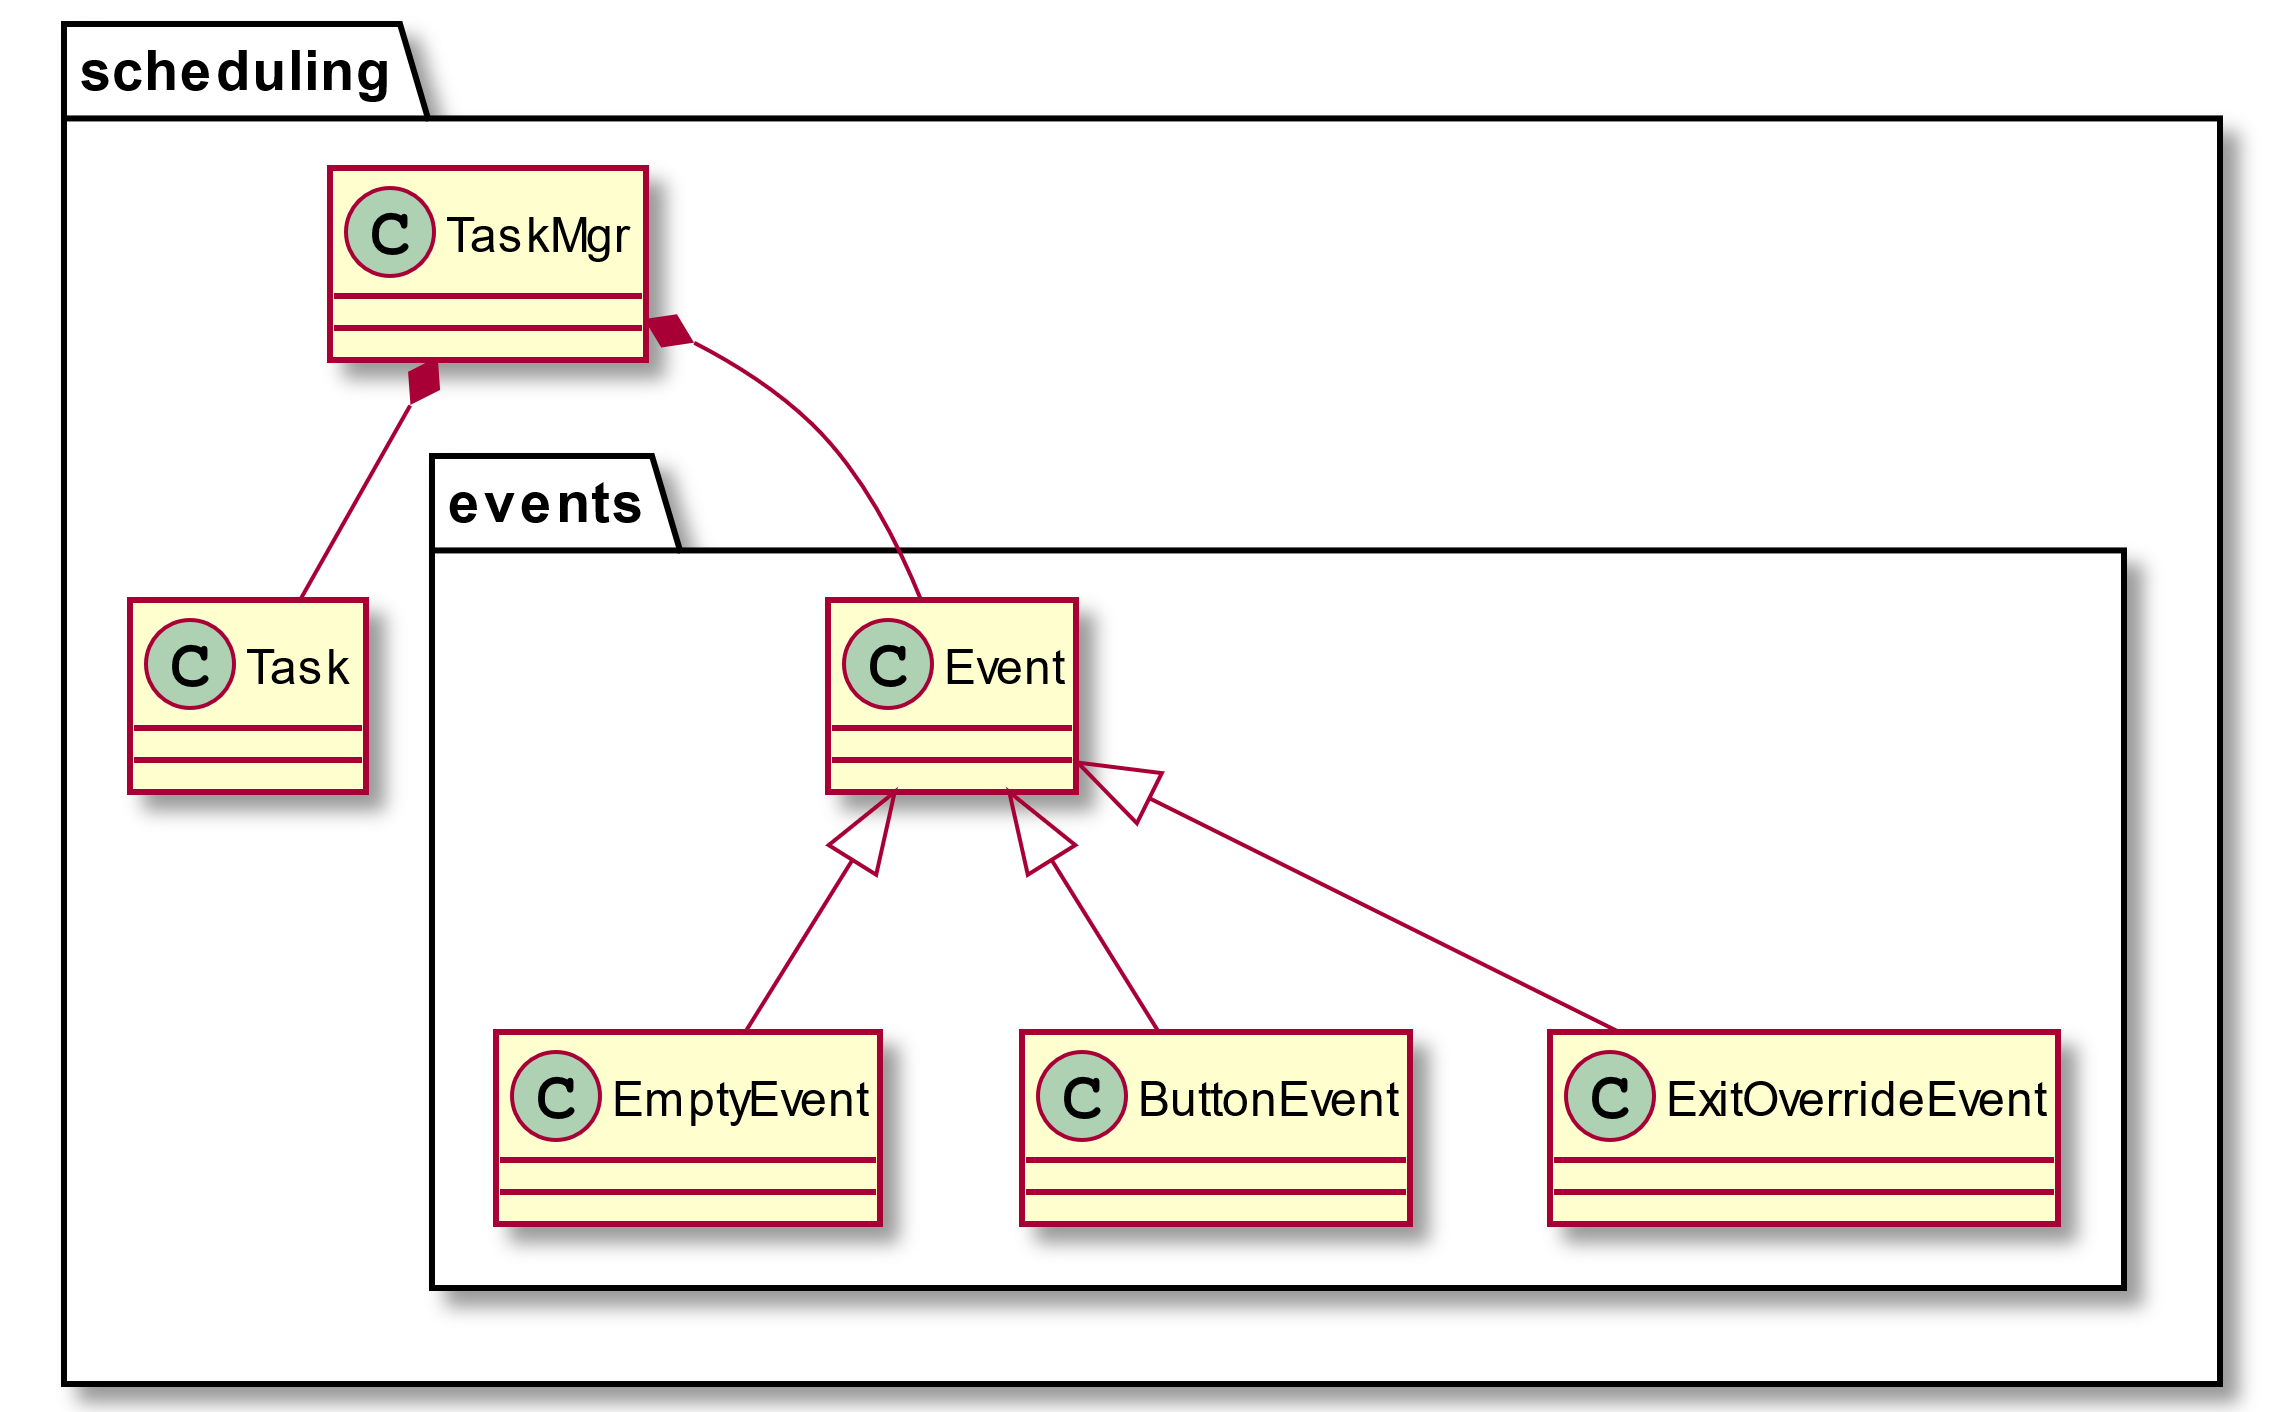 scheduling
C TaskMgr
events
C Task
C Event
C EmptyEvent
C ButtonEvent
C ExitOverrideEvent